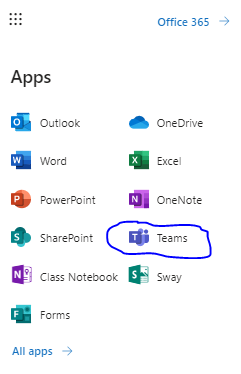 Office 365 →
Apps
Outlook OneDrive
Word Excel
PowerPoint OneNote
SharePoint Teams
Class Notebook Sway
Forms
All apps →